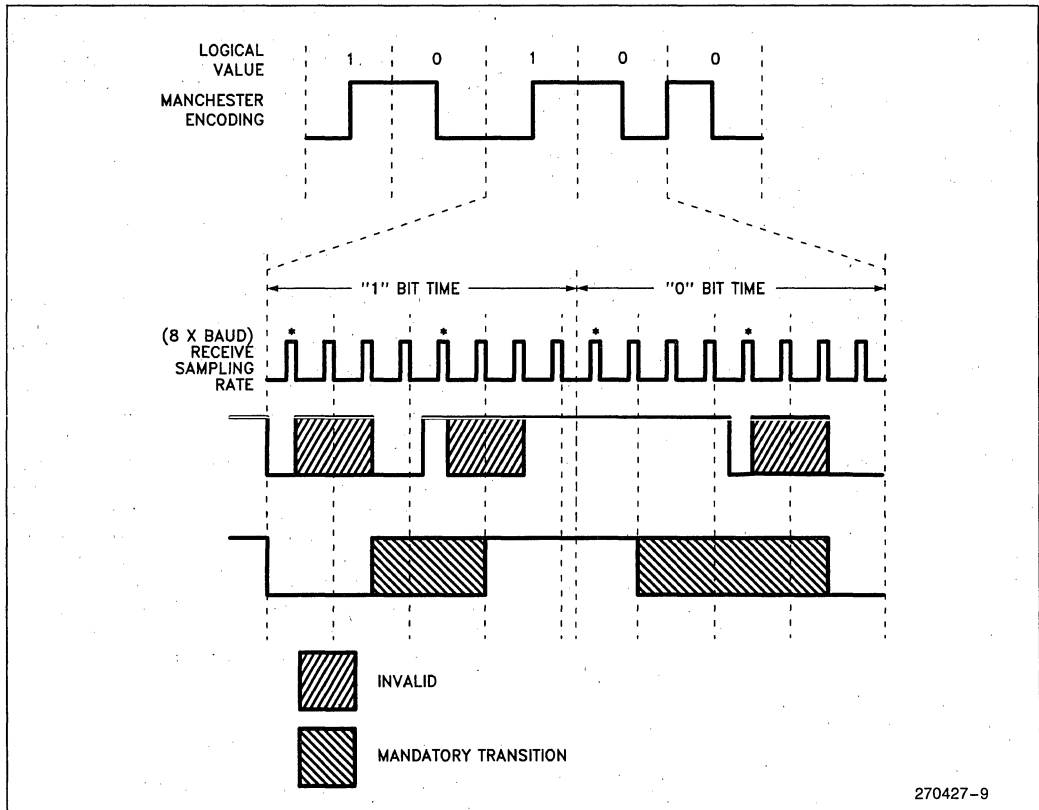 LOGICAL
VALUE
1 0 1 0 0
MANCHESTER
ENCODING
"1" BIT TIME "0" BIT TIME
(8 X BAUD)
RECEIVE
SAMPLING
RATE
* * * *
INVALID
MANDATORY TRANSITION
270427-9